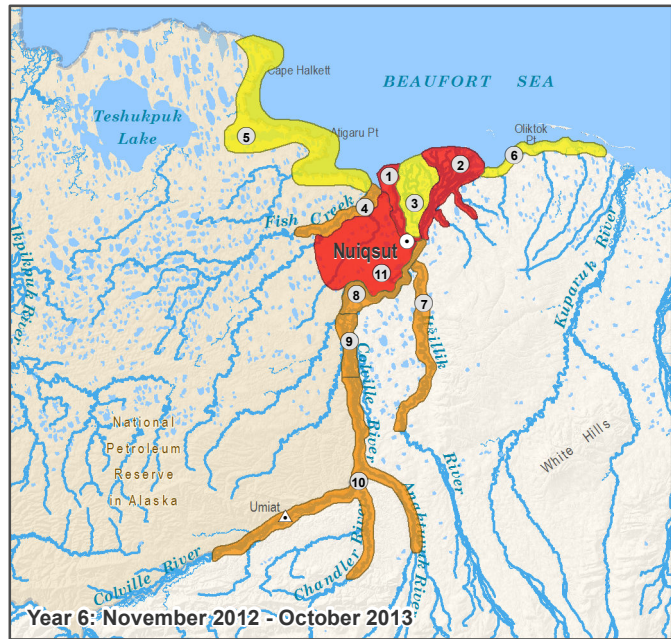 Cape Halkett
BEAUFORT SEA
Teshukpuk
Lake
Atigaru Pt
Oliktok
Pt
5
6
1
2
3
4
Fish Creek
Nuiqsut
11
8
7
9
Ikpikpuk River
Kuparuk River
Itkillik
River
Colville River
White Hills
National
Petroleum
Reserve
in Alaska
10
Umiat
Anaktuvuk River
Chandler River
Colville River
Year 6: November 2012 - October 2013